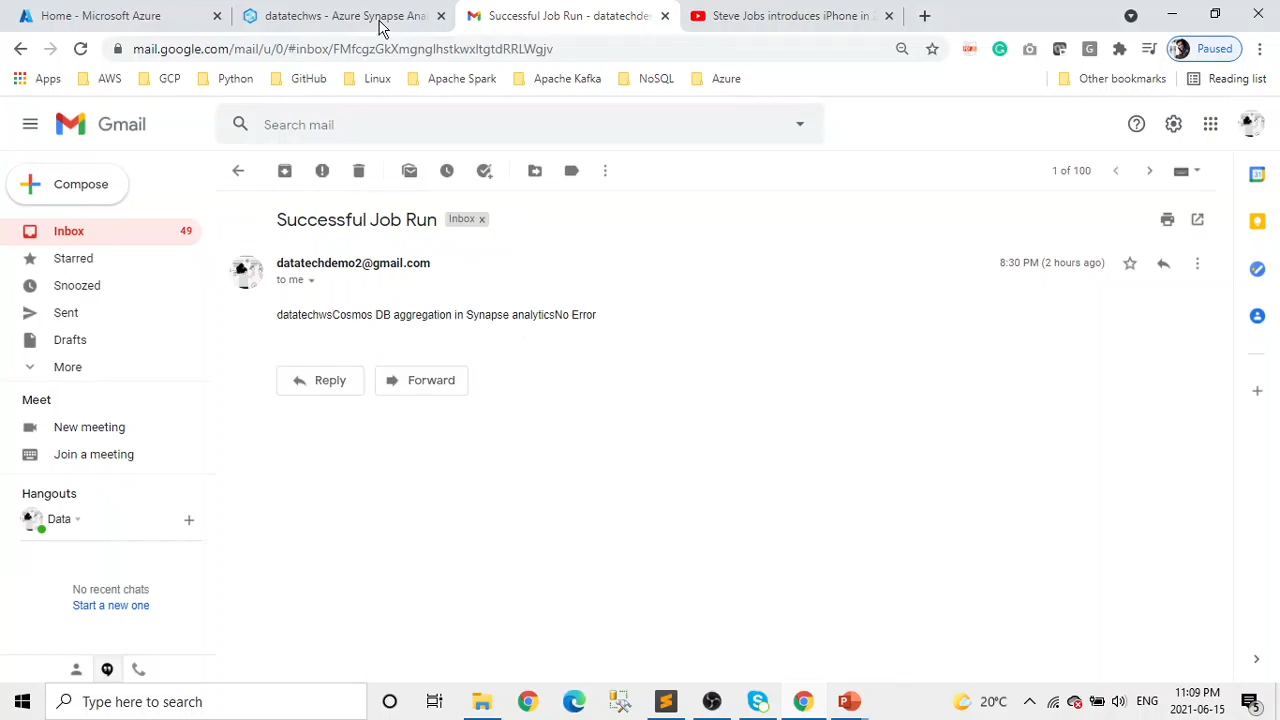 Home - Microsoft Azure
datatechws - Azure Synapse Ana
Successful Job Run - datatechde
Steve Jobs introduces iPhone in 2
mail.google.com/mail/u/0/#inbox/FMfcgzGkXmgnglhstkwxltgtdRRLWgjv
Paused
Apps
AWS
GCP
Python
GitHub
Linux
Apache Spark
Apache Kafka
NoSQL
Azure
Other bookmarks
Reading list
Gmail
Search mail
Compose
1 of 100
Inbox 49
Starred
Snoozed
Sent
Drafts
More
Successful Job Run Inbox x
datatechdemo2@gmail.com
8:30 PM (2 hours ago)
to me
datatechwsCosmos DB aggregation in Synapse analyticsNo Error
Reply
Forward
Meet
New meeting
Join a meeting
Hangouts
Data
No recent chats
Start a new one
Type here to search
20°C
ENG
11:09 PM
2021-06-15
5